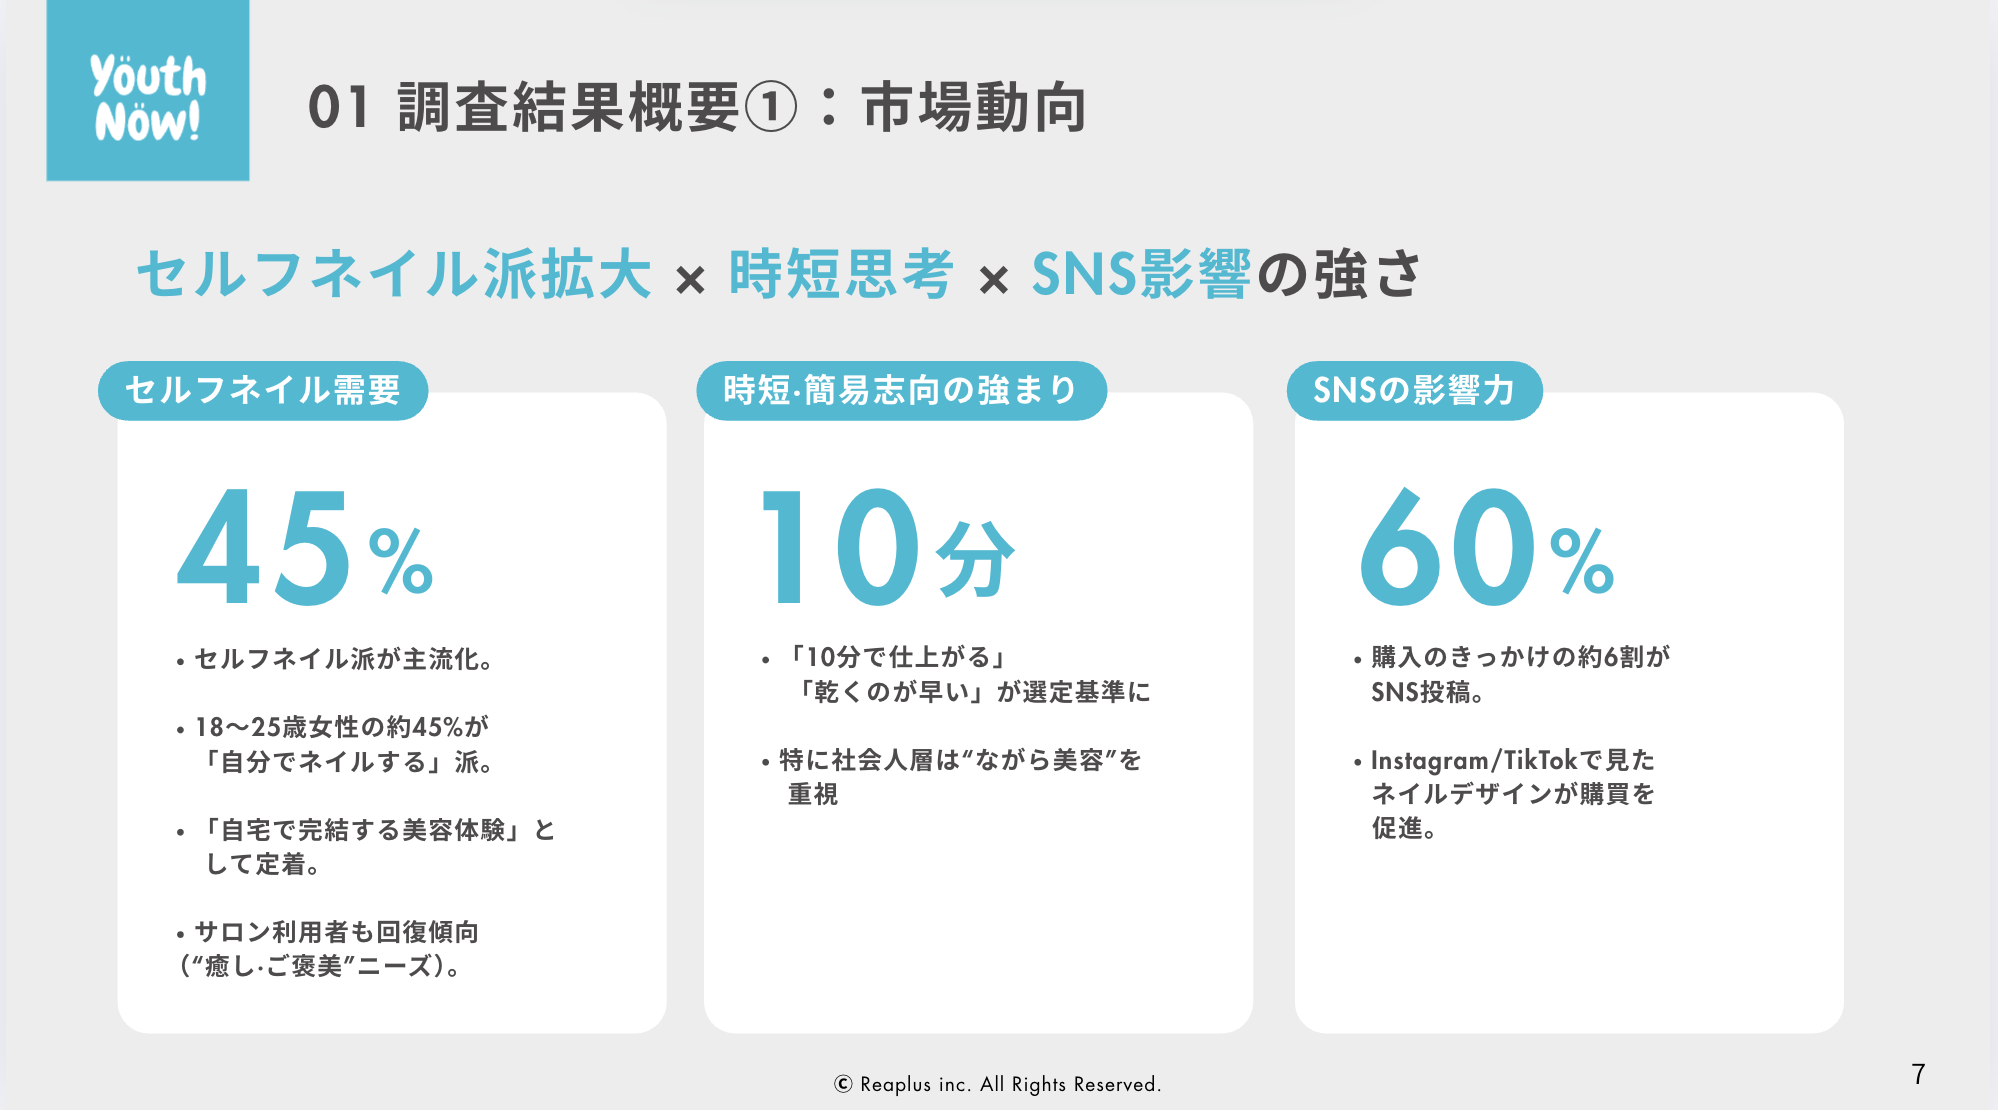 Yöuth
Nöw!
01 調査結果概要①：市場動向
セルフネイル派拡大 × 時短思考 × SNS影響の強さ
セルフネイル需要
45%
• セルフネイル派が主流化。
• 18〜25歳女性の約45%が
「自分でネイルする」派。
• 「自宅で完結する美容体験」と
して定着。
• サロン利用者も回復傾向
（“癒し·ご褒美”ニーズ）。
時短·簡易志向の強まり
10分
• 「10分で仕上がる」
「乾くのが早い」が選定基準に
• 特に社会人層は“ながら美容”を
重視
SNSの影響力
60%
• 購入のきっかけの約6割が
SNS投稿。
• Instagram/TikTokで見た
ネイルデザインが購買を
促進。
© Reaplus inc. All Rights Reserved.
7